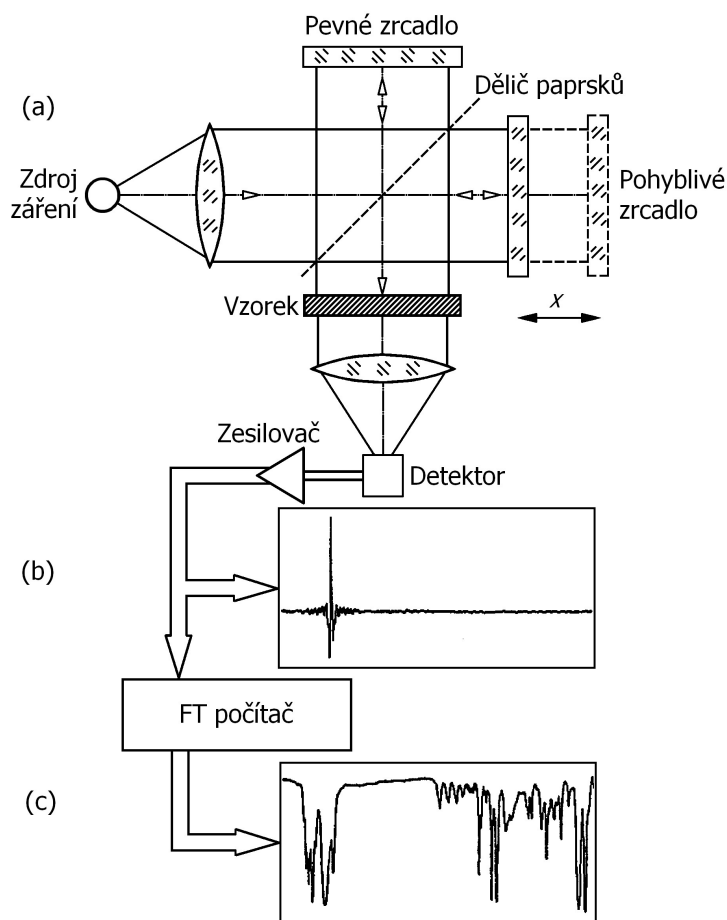 Pevné zrcadlo
Dělič paprsků
(a)
Zdroj
záření
Pohyblivé
zrcadlo
Vzorek
x
Zesilovač
Detektor
(b)
FT počítač
(c)